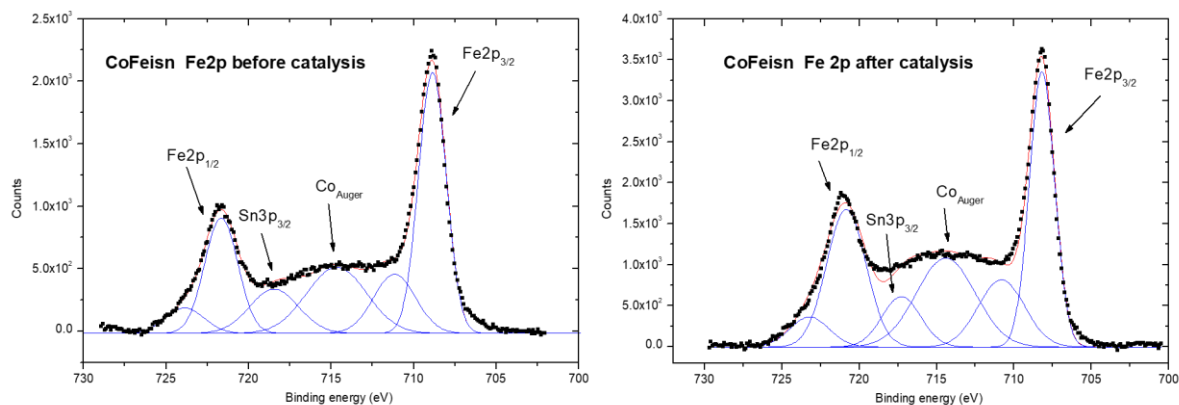 CoFeisn Fe2p before catalysis
Fe2p3/2
Fe2p1/2
Sn3p3/2
CoAuger
Counts
2.5x10³
2.0x10³
1.5x10³
1.0x10³
5.0x10²
0.0
730 725 720 715 710 705 700
Binding energy (eV)
CoFeisn Fe 2p after catalysis
Fe2p3/2
Fe2p1/2
Sn3p3/2
CoAuger
Counts
4.0x10³
3.5x10³
3.0x10³
2.5x10³
2.0x10³
1.5x10³
1.0x10³
5.0x10²
0.0
730 725 720 715 710 705 700
Binding energy (eV)